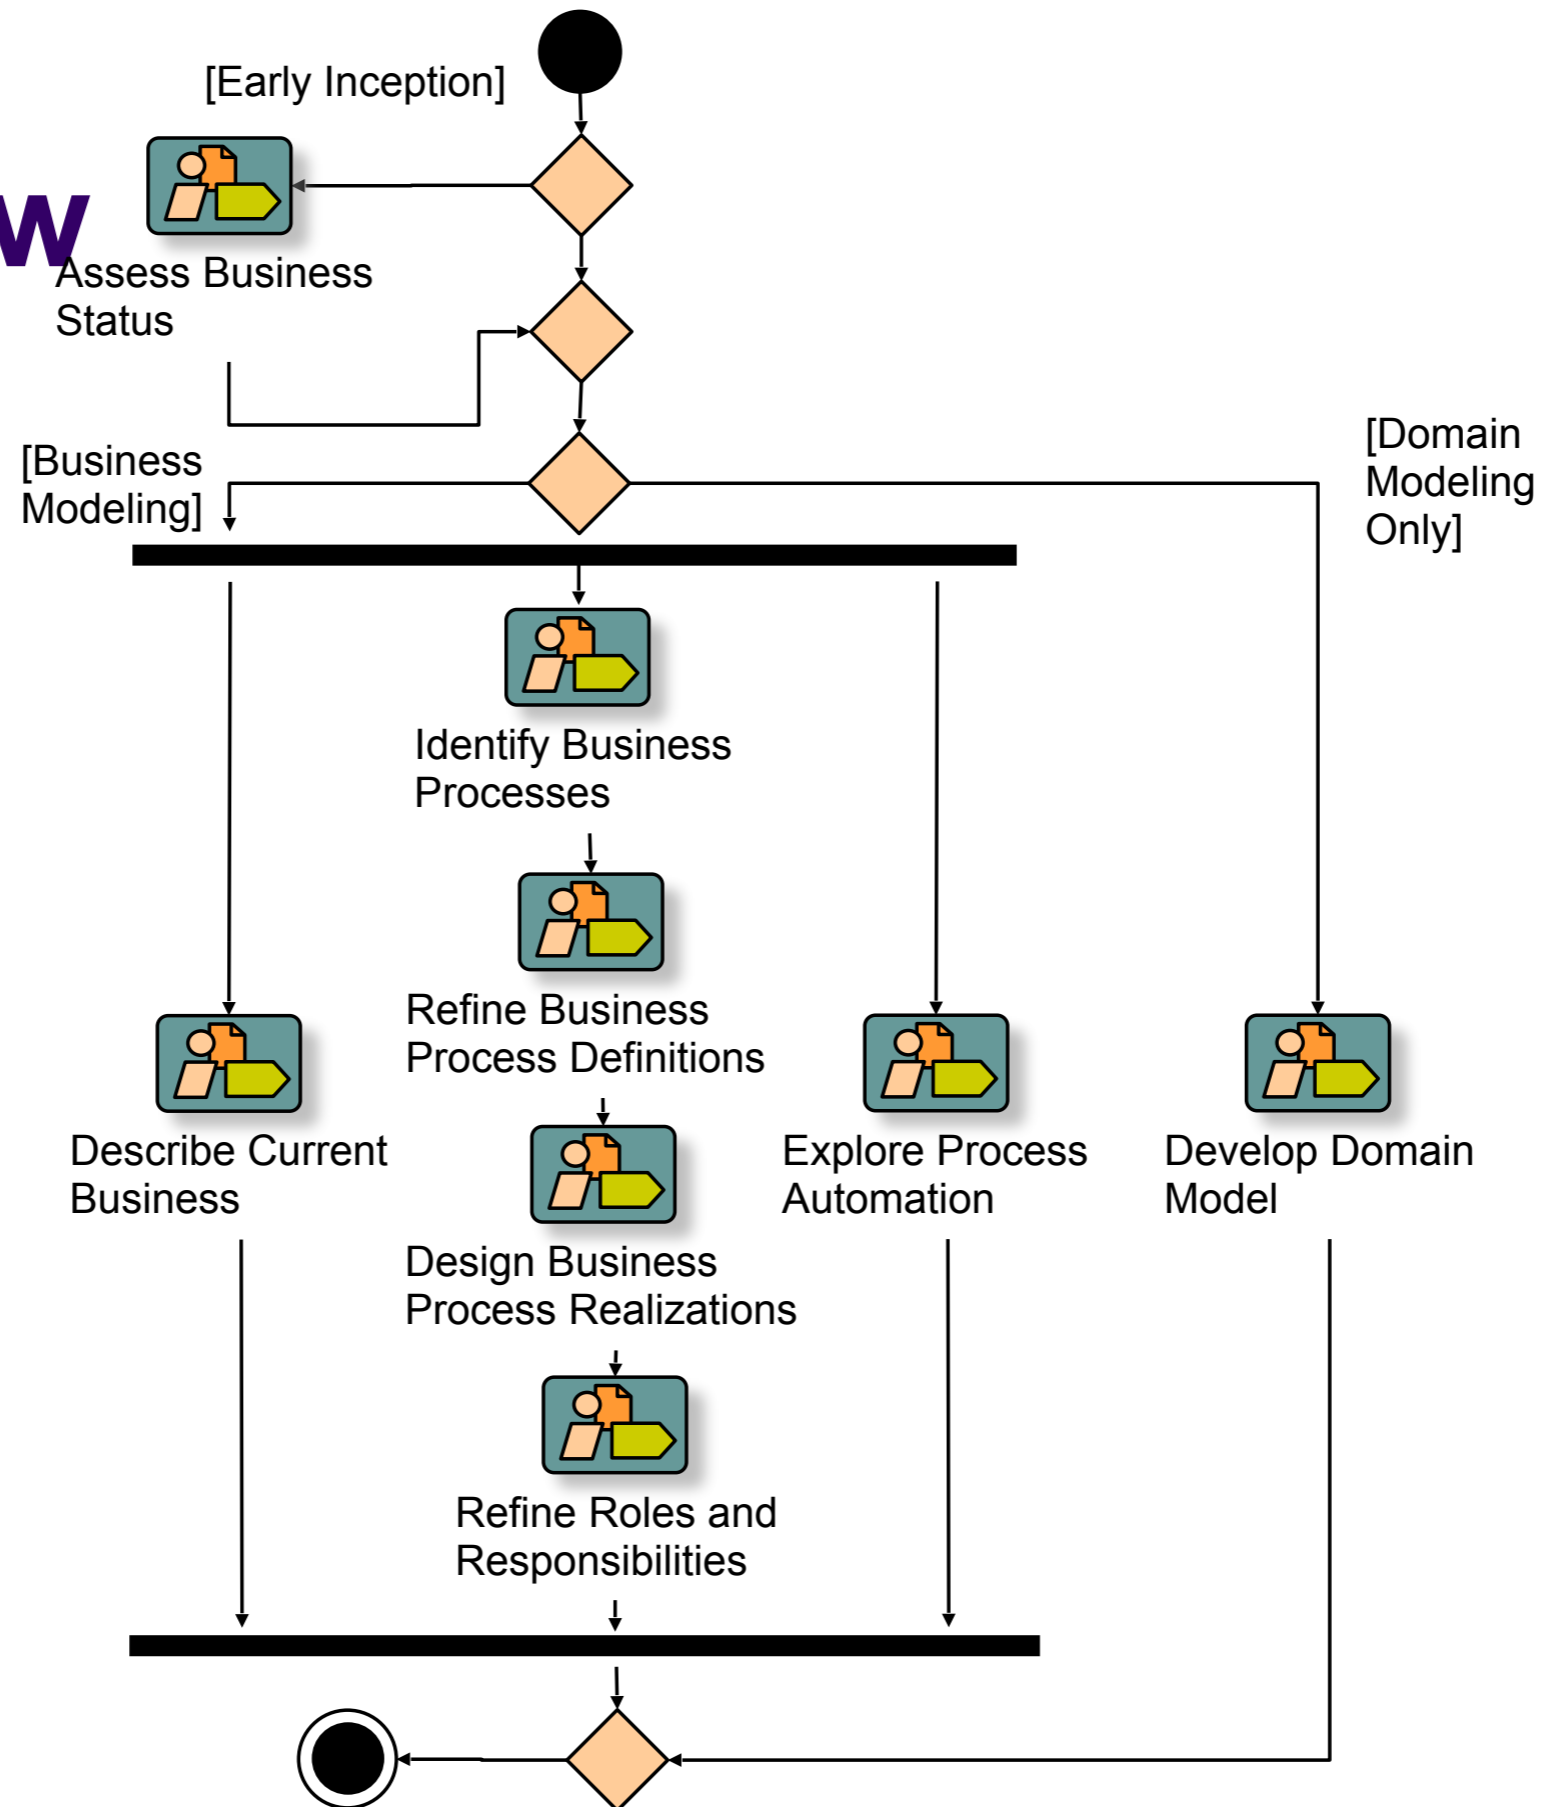 [Early Inception]
w
Assess Business
Status
[Business
Modeling]
[Domain
Modeling
Only]
Identify Business
Processes
Refine Business
Process Definitions
Describe Current
Business
Explore Process
Automation
Develop Domain
Model
Design Business
Process Realizations
Refine Roles and
Responsibilities